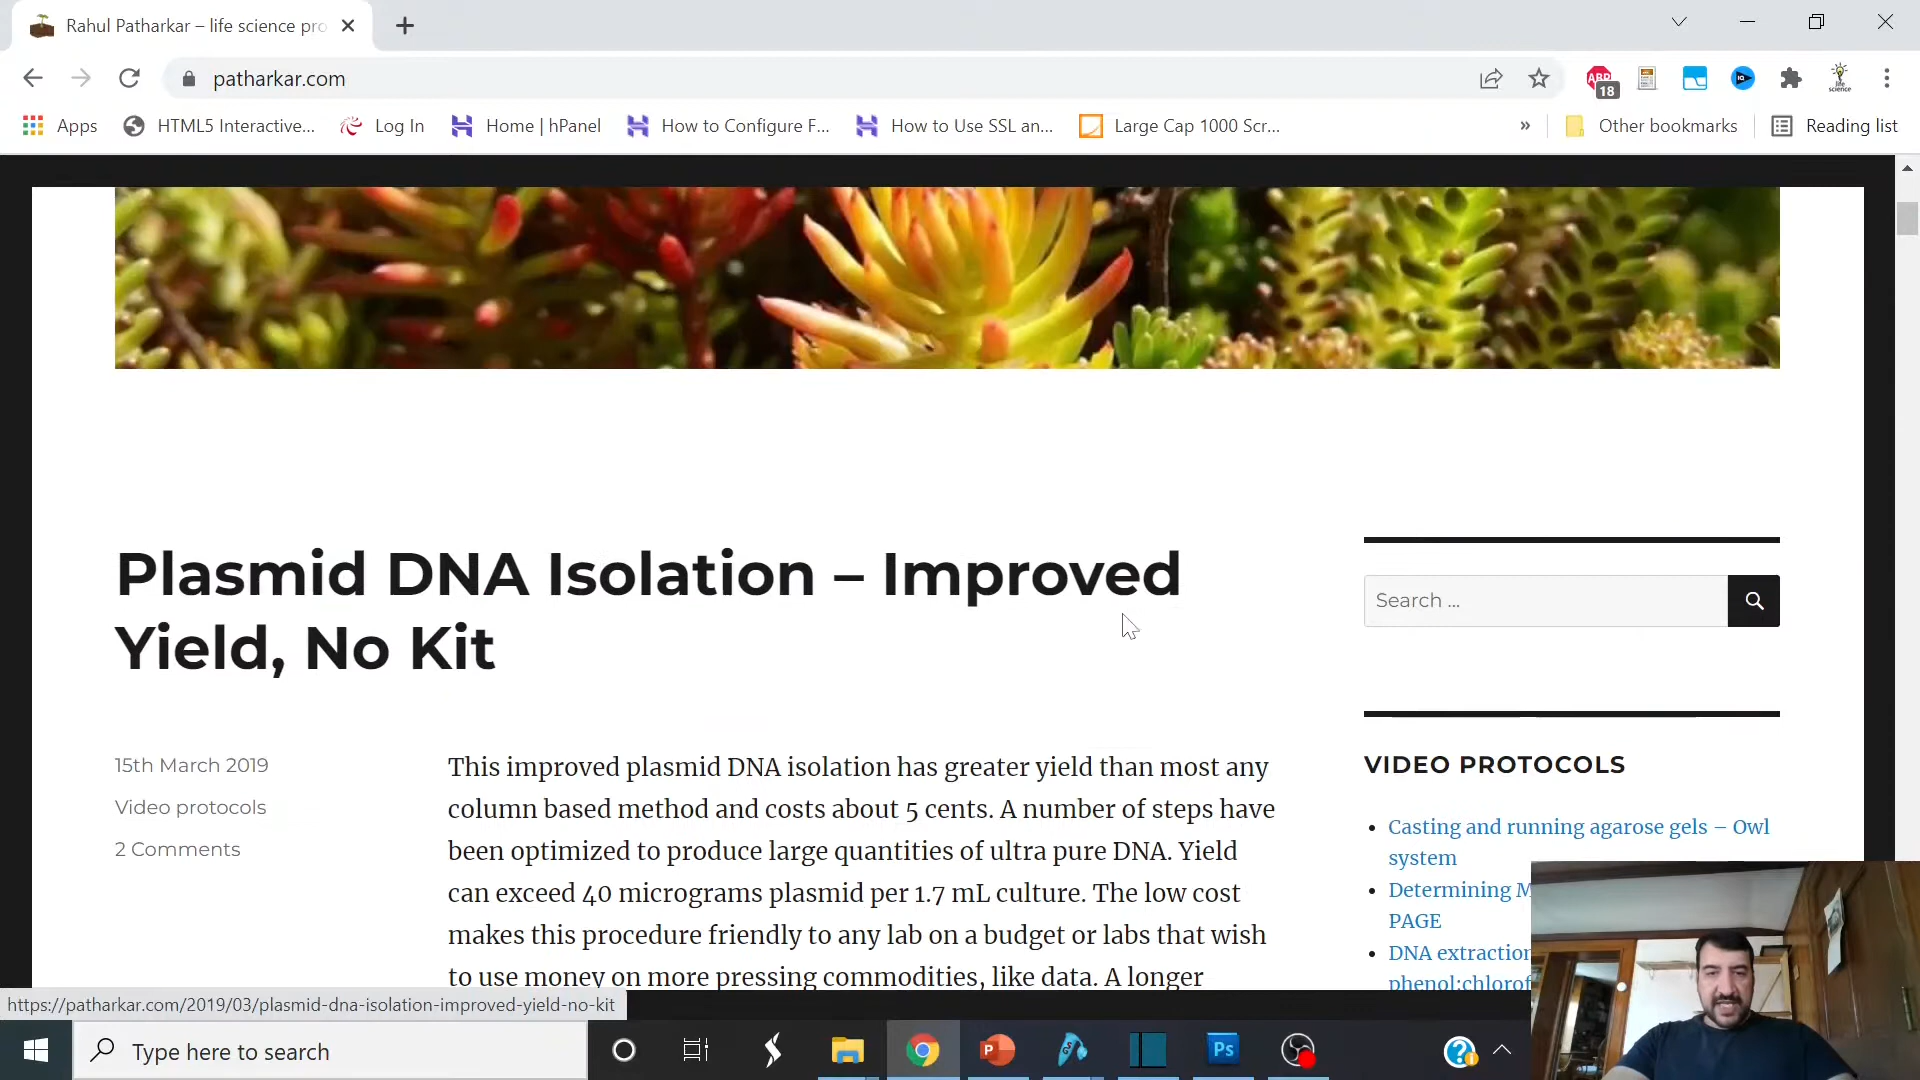 Rahul Patharkar – life science pro
patharkar.com
ABP
18
life
science
Apps
HTML5 Interactive...
Log In
Home | hPanel
How to Configure F...
How to Use SSL an...
Large Cap 1000 Scr...
»
Other bookmarks
Reading list
Plasmid DNA Isolation – Improved
Yield, No Kit
Search ...
15th March 2019
Video protocols
2 Comments
This improved plasmid DNA isolation has greater yield than most any
column based method and costs about 5 cents. A number of steps have
been optimized to produce large quantities of ultra pure DNA. Yield
can exceed 40 micrograms plasmid per 1.7 mL culture. The low cost
makes this procedure friendly to any lab on a budget or labs that wish
to use money on more pressing commodities, like data. A longer
VIDEO PROTOCOLS
Casting and running agarose gels – Owl
system
Determining M
PAGE
DNA extraction
phenol:chlorof
https://patharkar.com/2019/03/plasmid-dna-isolation-improved-yield-no-kit
Type here to search
P
Ps